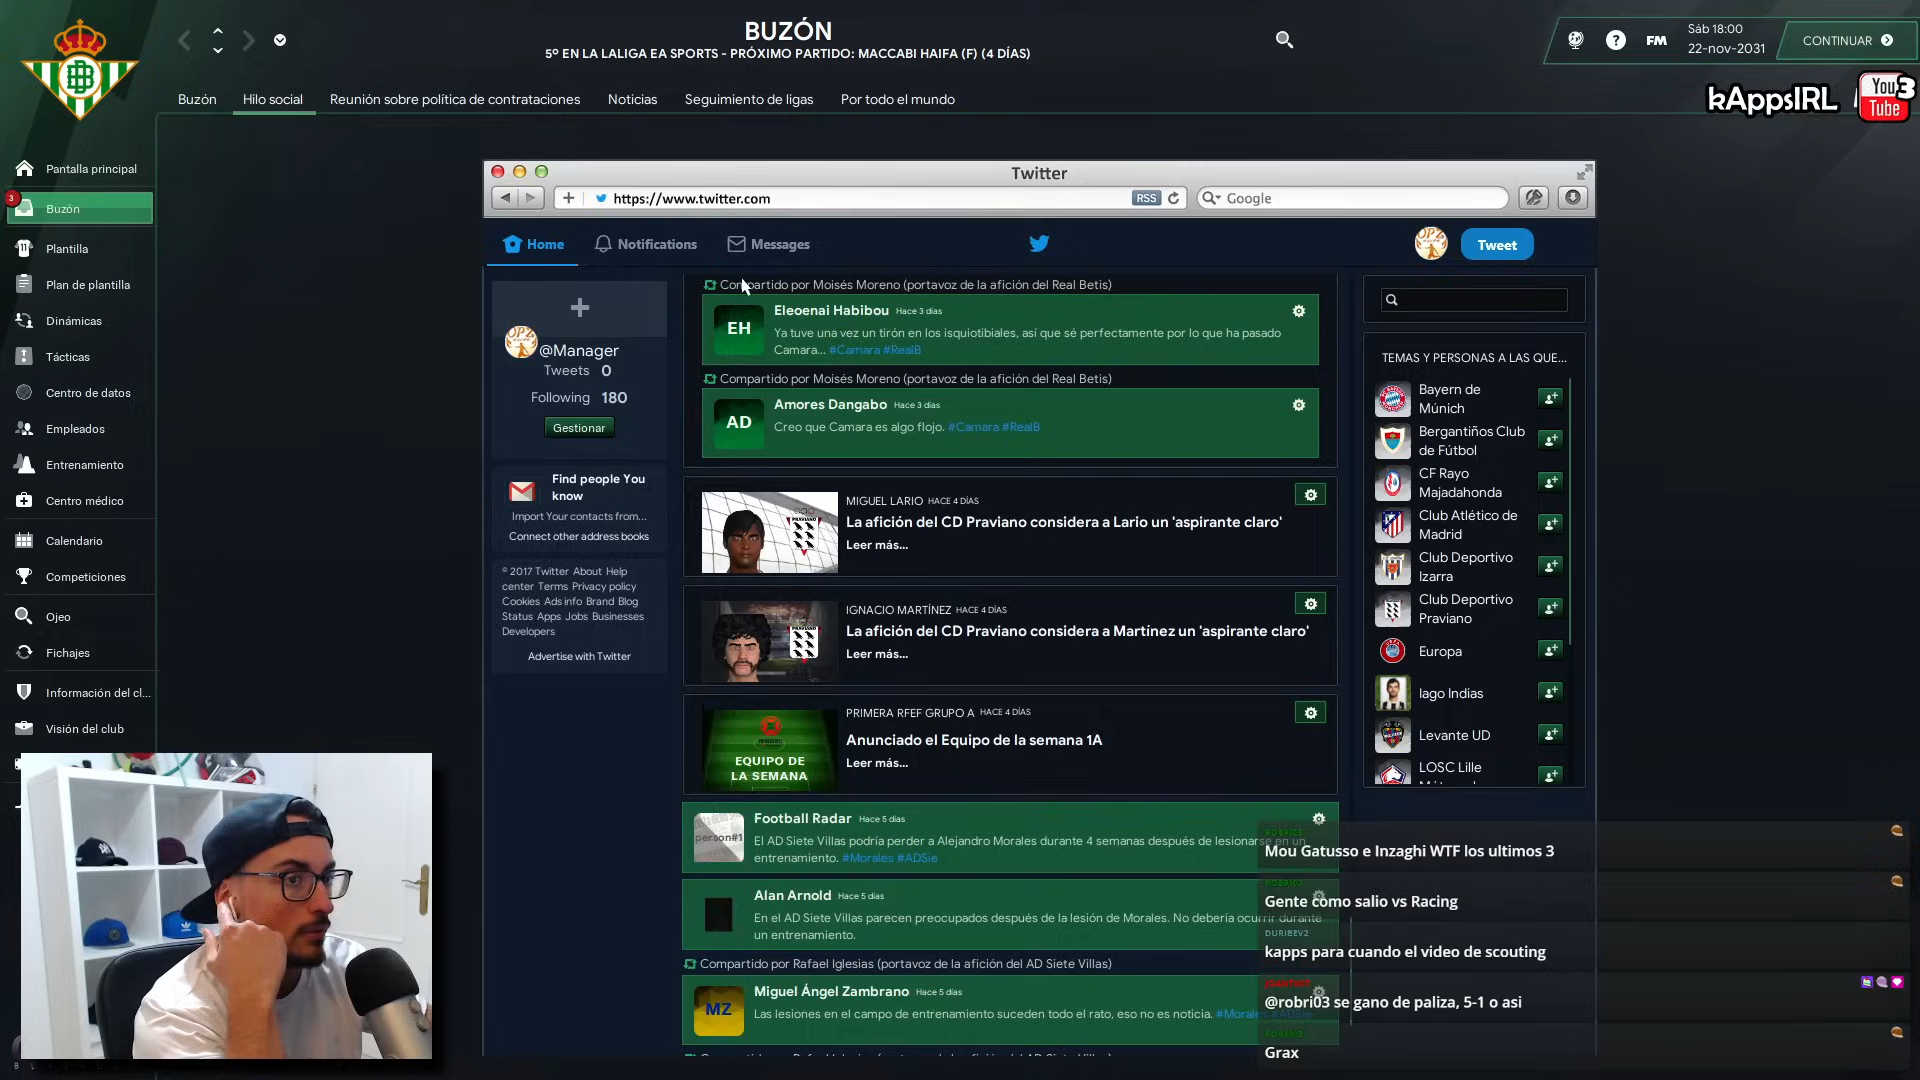 BUZÓN
5º EN LA LALIGA EA SPORTS - PRÓXIMO PARTIDO: MACCABI HAIFA (F) (4 DÍAS)
FM
Sáb 18:00
22-nov-2031
CONTINUAR
Buzón
Hilo social
Reunión sobre política de contrataciones
Noticias
Seguimiento de ligas
Por todo el mundo
kAppsIRL
You
Tube
3
Pantalla principal
3
Buzón
Plantilla
Plan de plantilla
Dinámicas
Tácticas
Centro de datos
Empleados
Entrenamiento
Centro médico
Calendario
Competiciones
Ojeo
Fichajes
Información del cl...
Visión del club
Twitter
https://www.twitter.com
RSS
Google
Home
Notifications
Messages
Tweet
@Manager
Tweets 0
Following 180
Gestionar
Find people You
know
Import Your contacts from...
Connect other address books
© 2017 Twitter About Help
center Terms Privacy policy
Cookies Ads info Brand Blog
Status Apps Jobs Businesses
Developers
Advertise with Twitter
Compartido por Moisés Moreno (portavoz de la afición del Real Betis)
EH
Eleoenai Habibou Hace 3 días
Ya tuve una vez un tirón en los isquiotibiales, así que sé perfectamente por lo que ha pasado
Camara... #Camara #RealB
Compartido por Moisés Moreno (portavoz de la afición del Real Betis)
AD
Amores Dangabo Hace 3 días
Creo que Camara es algo flojo. #Camara #RealB
MIGUEL LARIO HACE 4 DÍAS
La afición del CD Praviano considera a Lario un 'aspirante claro'
Leer más...
IGNACIO MARTÍNEZ HACE 4 DÍAS
La afición del CD Praviano considera a Martínez un 'aspirante claro'
Leer más...
EQUIPO DE
LA SEMANA
PRIMERA RFEF GRUPO A HACE 4 DÍAS
Anunciado el Equipo de la semana 1A
Leer más...
person#1
Football Radar Hace 5 días
El AD Siete Villas podría perder a Alejandro Morales durante 4 semanas después de lesionarse en un
entrenamiento. #Morales #ADSie
Alan Arnold Hace 5 días
En el AD Siete Villas parecen preocupados después de la lesión de Morales. No debería ocurrir durante
un entrenamiento.
Compartido por Rafael Iglesias (portavoz de la afición del AD Siete Villas)
MZ
Miguel Ángel Zambrano Hace 5 días
Las lesiones en el campo de entrenamiento suceden todo el rato, eso no es noticia. #Morales #ADSie
TEMAS Y PERSONAS A LAS QUE...
Bayern de
Múnich
Bergantiños Club
de Fútbol
CF Rayo
Majadahonda
Club Atlético de
Madrid
Club Deportivo
Izarra
Club Deportivo
Praviano
Europa
Iago Indias
Levante UD
LOSC Lille
Mou Gatusso e Inzaghi WTF los ultimos 3
Gente como salio vs Racing
DURIBEV2
kapps para cuando el video de scouting
@robri03 se gano de paliza, 5-1 o asi
Grax